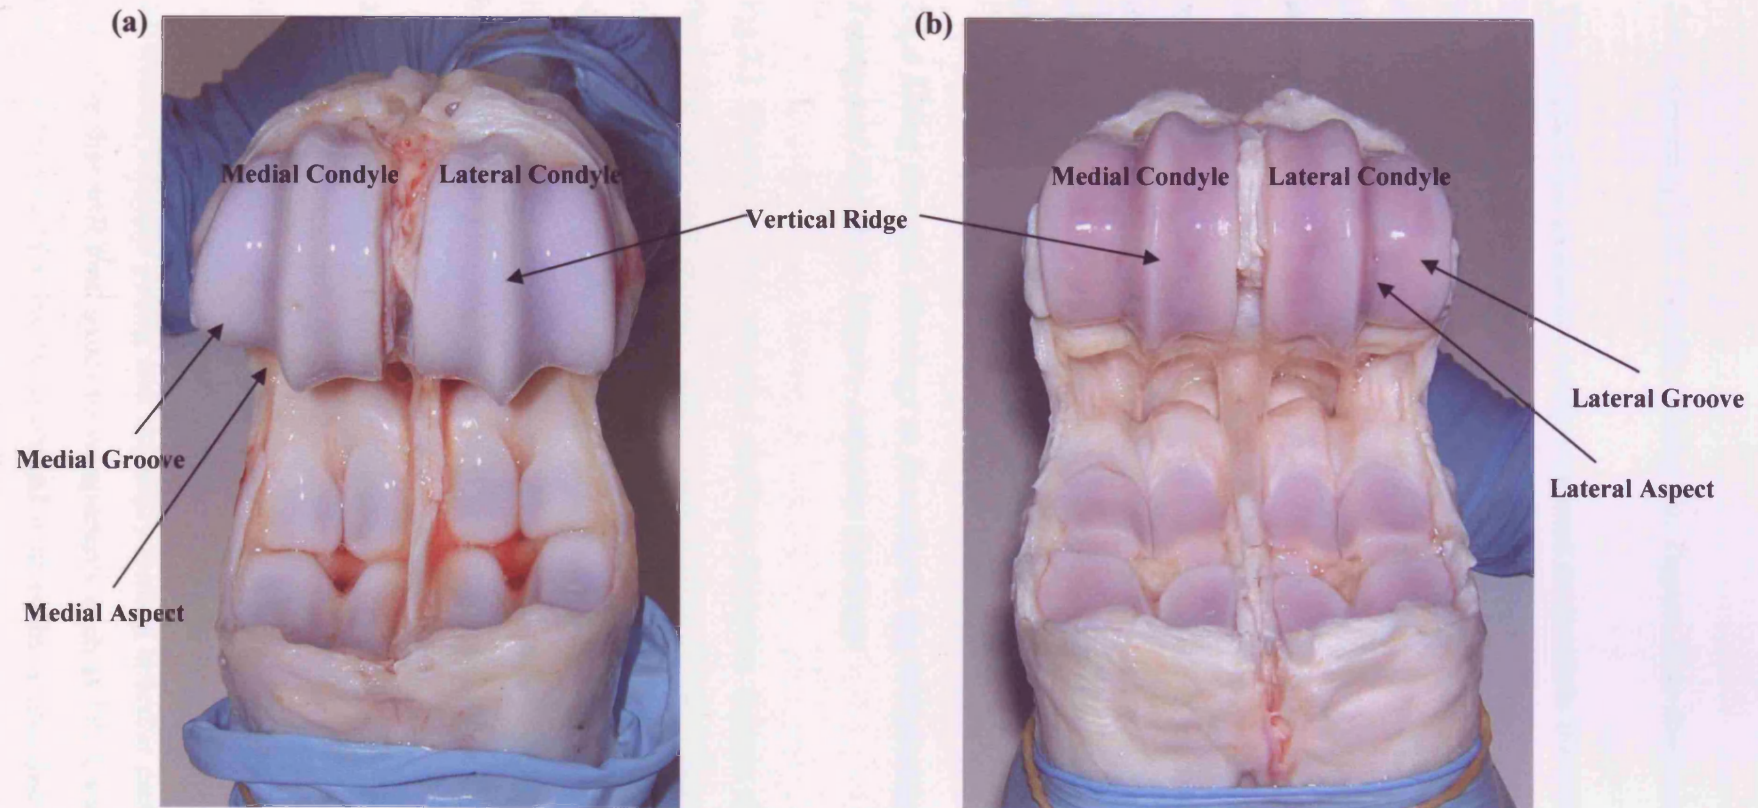 (a)
(b)
Medial Condyle
Lateral Condyle
Medial Condyle
Lateral Condyle
Vertical Ridge
Lateral Groove
Medial Groove
Lateral Aspect
Medial Aspect